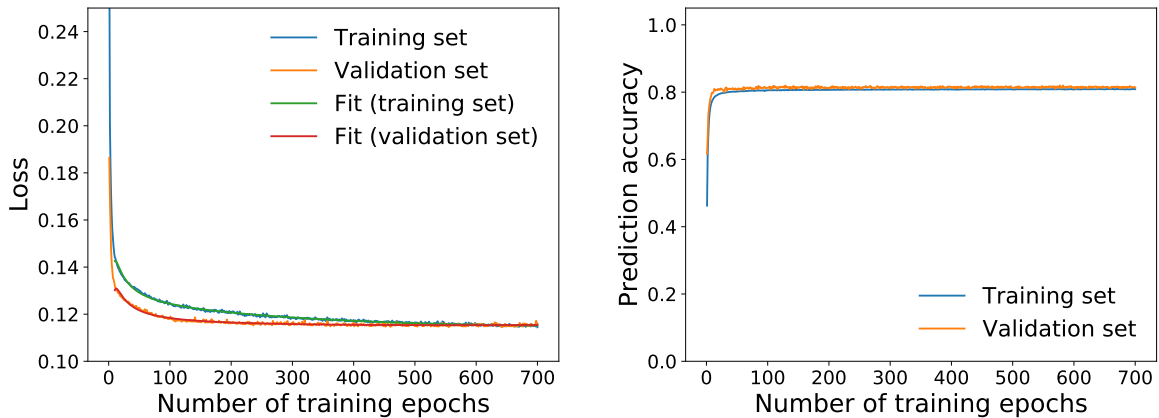 0.24
0.22
0.20
0.18
0.16
0.14
0.12
0.10
Loss
Training set
Validation set
Fit (training set)
Fit (validation set)
0 100 200 300 400 500 600 700
Number of training epochs
1.0
0.8
0.6
0.4
0.2
0.0
Prediction accuracy
Training set
Validation set
0 100 200 300 400 500 600 700
Number of training epochs